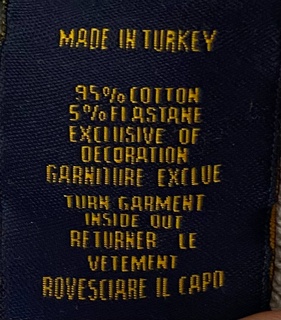 MADE IN TURKEY
95% COTTON
5% ELASTANE
EXCLUSIVE OF
DECORATION
GARNITURE EXCLUE
TURN GARMENT
INSIDE OUT
RETURNER LE
VETEMENT
ROVESCIARE IL CAPO